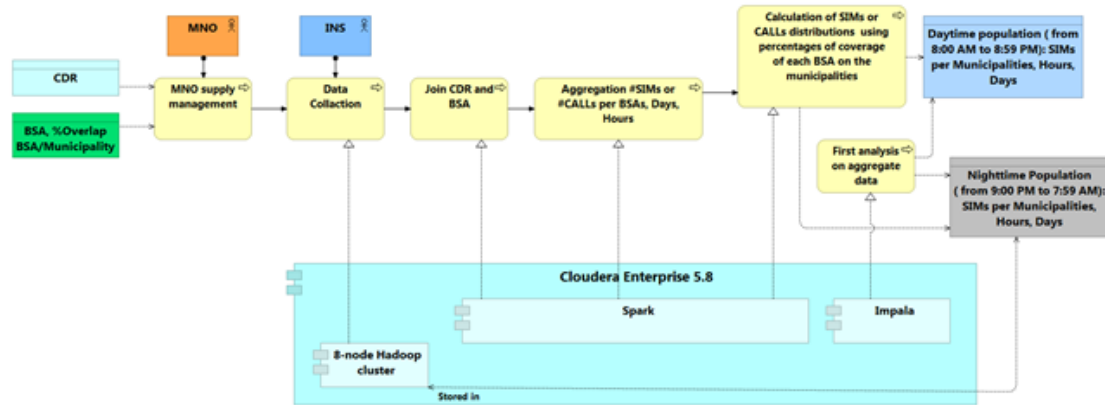 MNO
INS
Calculation of SIMs or
CALLs distributions using
percentages of coverage
of each BSA on the
municipalities
Daytime population ( from
8:00 AM to 8:59 PM): SIMs
per Municipalities, Hours,
Days
CDR
MNO supply
management
Data
Collection
Join CDR and
BSA
Aggregation #SIMs or
#CALLs per BSAs, Days,
Hours
BSA, %Overlap
BSA/Municipality
First analysis
on aggregate
data
Nighttime Population
( from 9:00 PM to 7:59 AM):
SIMs per Municipalities,
Hours, Days
Cloudera Enterprise 5.8
Spark
Impala
8-node Hadoop
cluster
Stored in